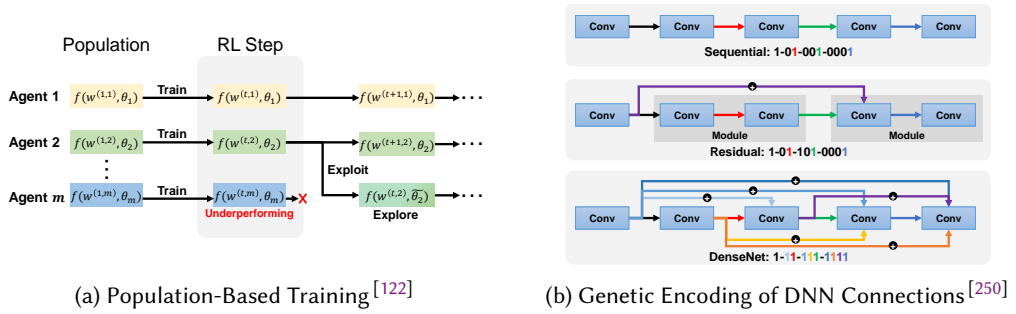 Population
RL Step
Agent 1
f(w^(1,1), θ_1)
Train
f(w^(t,1), θ_1)
f(w^(t+1,1), θ_1)
...
Agent 2
f(w^(1,2), θ_2)
Train
f(w^(t,2), θ_2)
f(w^(t+1,2), θ_2)
...
Exploit
Agent m
f(w^(1,m), θ_m)
Train
f(w^(t,m), θ_m)
X
f(w^(t,2), θ̃_2)
...
Underperforming
Explore
(a) Population-Based Training [122]
Conv Conv Conv Conv Conv
Sequential: 1-01-001-0001
+
Conv Conv Conv Conv Conv
Module Module
Residual: 1-01-101-0001
+ + +
+
Conv Conv Conv Conv Conv
+
+
DenseNet: 1-11-111-1111
(b) Genetic Encoding of DNN Connections [250]